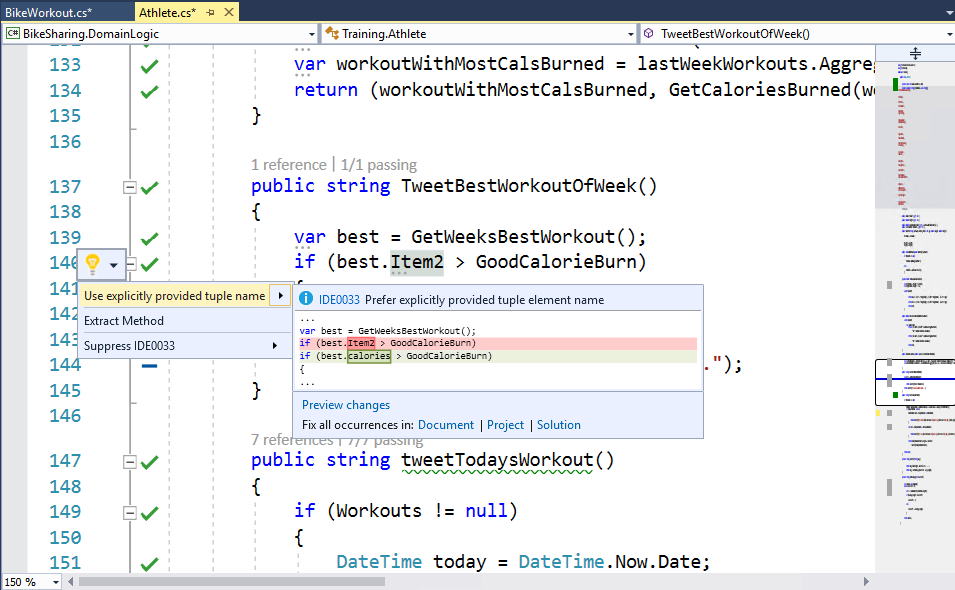 BikeWorkout.cs*
Athlete.cs*
C# BikeSharing.DomainLogic
Training.Athlete
TweetBestWorkoutOfWeek()
133 var workoutWithMostCalsBurned = lastWeekWorkouts.Aggreg
134 return (workoutWithMostCalsBurned, GetCaloriesBurned(wo
135 }
136
1 reference | 1/1 passing
137 public string TweetBestWorkoutOfWeek()
138 {
139 var best = GetWeeksBestWorkout();
140 if (best.Item2 > GoodCalorieBurn)
141
Use explicitly provided tuple name
Extract Method
Suppress IDE0033
IDE0033 Prefer explicitly provided tuple element name
...
var best = GetWeeksBestWorkout();
if (best.Item2 > GoodCalorieBurn)
if (best.calories > GoodCalorieBurn)
{
...
Preview changes
Fix all occurrences in: Document | Project | Solution
142
143
144 .");
145 }
146
7 references | 7/7 passing
147 public string tweetTodaysWorkout()
148 {
149 if (Workouts != null)
150 {
151 DateTime today = DateTime.Now.Date;
150 %